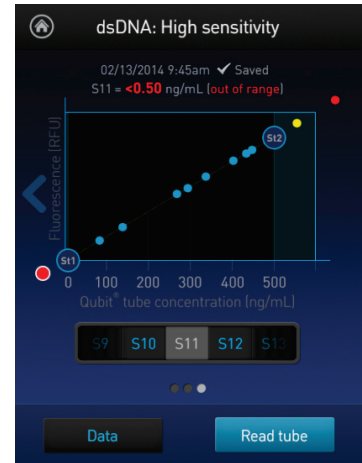 dsDNA: High sensitivity
02/13/2014 9:45am ✓ Saved
S11 = <0.50 ng/mL (out of range)
Fluorescence (RFU)
St2
St1
0 100 200 300 400 500
Qubit® tube concentration (ng/mL)
S9 S10 S11 S12 S13
Data Read tube